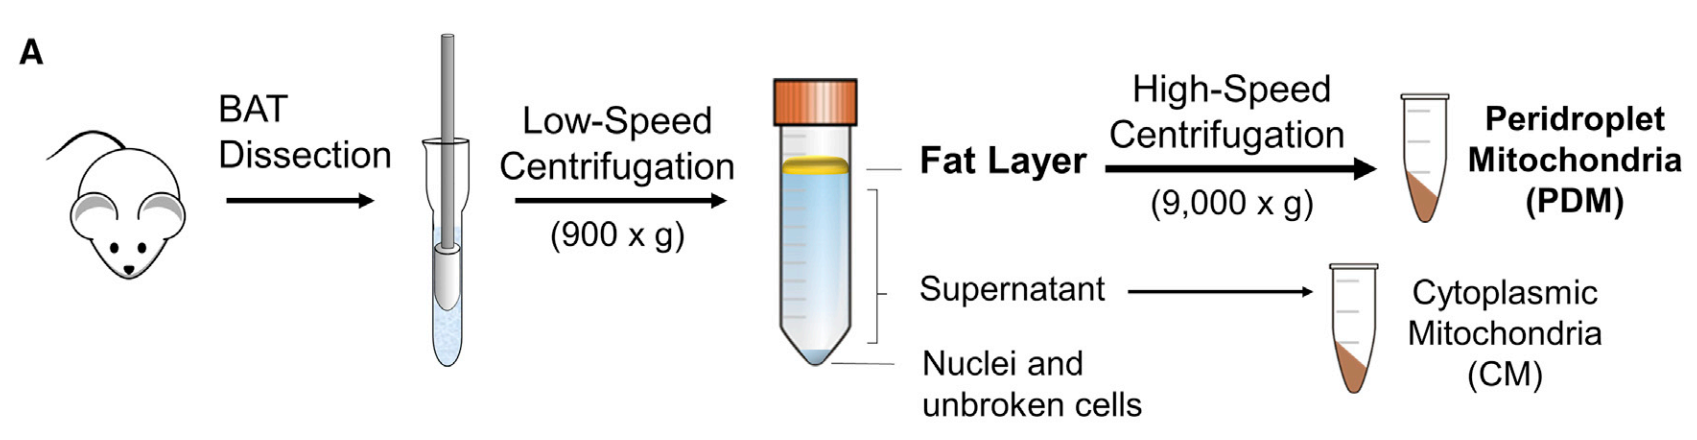 A
BAT
Dissection
Low-Speed
Centrifugation
(900 x g)
Fat Layer
High-Speed
Centrifugation
(9,000 x g)
Peridroplet
Mitochondria
(PDM)
Supernatant
Cytoplasmic
Mitochondria
(CM)
Nuclei and
unbroken cells